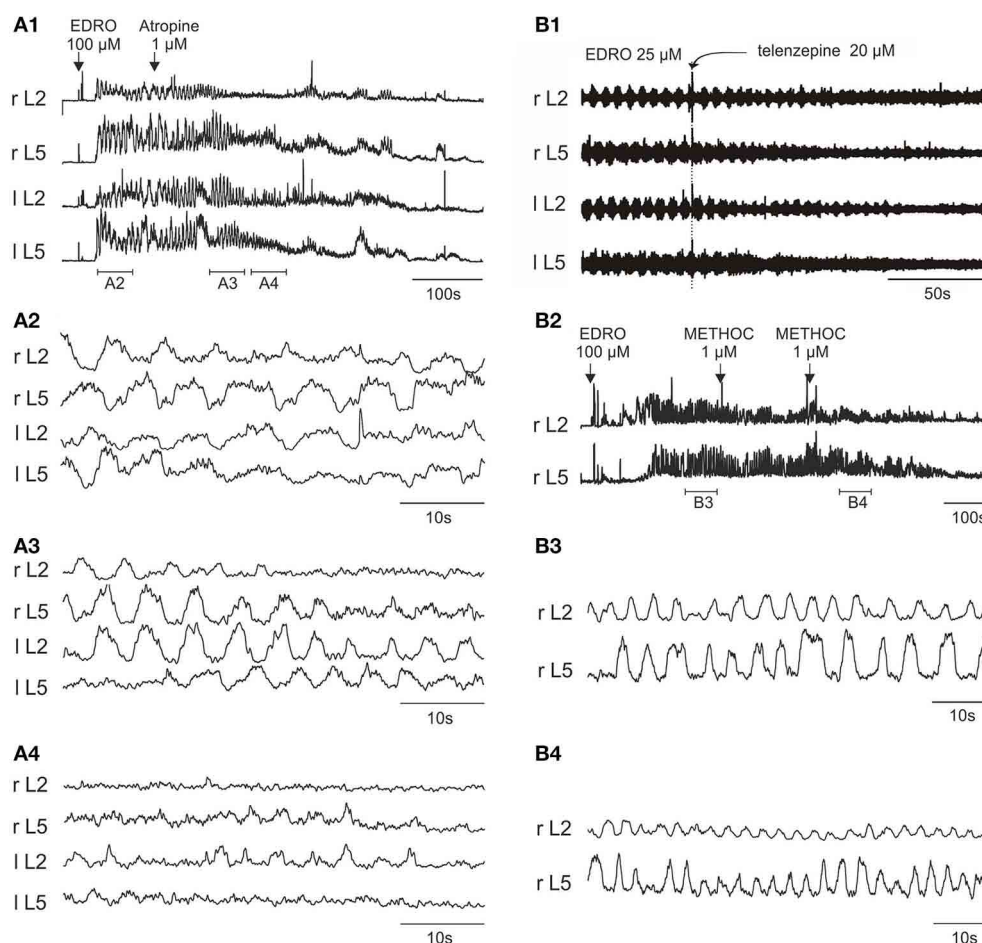 A1
EDRO Atropine
100 µM 1 µM
r L2
r L5
l L2
l L5
A2 A3 A4
100s
A2
r L2
r L5
l L2
l L5
10s
A3
r L2
r L5
l L2
l L5
10s
A4
r L2
r L5
l L2
l L5
10s
B1
EDRO 25 µM telenzepine 20 µM
r L2
r L5
l L2
l L5
50s
B2
EDRO METHOC METHOC
100 µM 1 µM 1 µM
r L2
r L5
B3 B4
100s
B3
r L2
r L5
10s
B4
r L2
r L5
10s